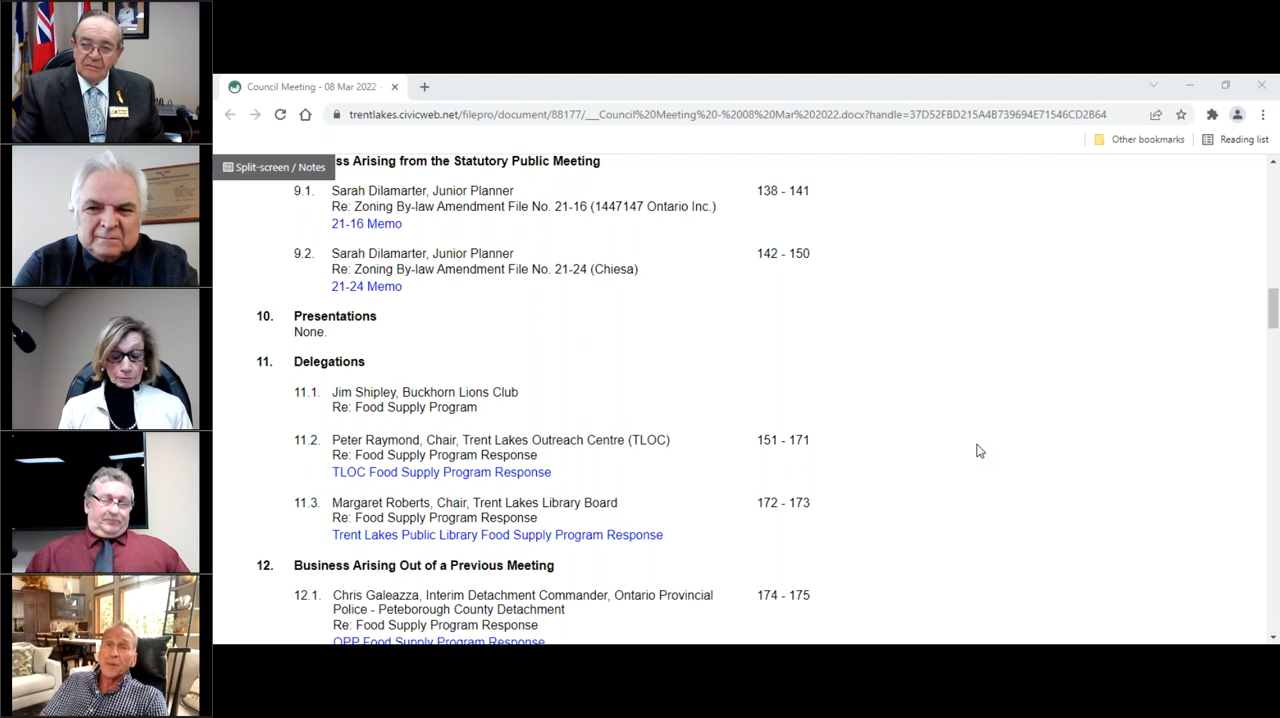 Council Meeting - 08 Mar 2022
trentlakes.civicweb.net/filepro/document/88177/__Council%20Meeting%20-%2008%20Mar%202022.docx?handle=37D52FBD215A4B739694E71546CD2B64
Other bookmarks
Reading list
Split-screen / Notes
ss Arising from the Statutory Public Meeting
9.1. Sarah Dilamarter, Junior Planner 138 - 141
Re: Zoning By-law Amendment File No. 21-16 (1447147 Ontario Inc.)
21-16 Memo
9.2. Sarah Dilamarter, Junior Planner 142 - 150
Re: Zoning By-law Amendment File No. 21-24 (Chiesa)
21-24 Memo
10. Presentations
None.
11. Delegations
11.1. Jim Shipley, Buckhorn Lions Club
Re: Food Supply Program
11.2. Peter Raymond, Chair, Trent Lakes Outreach Centre (TLOC) 151 - 171
Re: Food Supply Program Response
TLOC Food Supply Program Response
11.3. Margaret Roberts, Chair, Trent Lakes Library Board 172 - 173
Re: Food Supply Program Response
Trent Lakes Public Library Food Supply Program Response
12. Business Arising Out of a Previous Meeting
12.1. Chris Galeazza, Interim Detachment Commander, Ontario Provincial 174 - 175
Police - Peteborough County Detachment
Re: Food Supply Program Response
OPP Food Supply Program Response